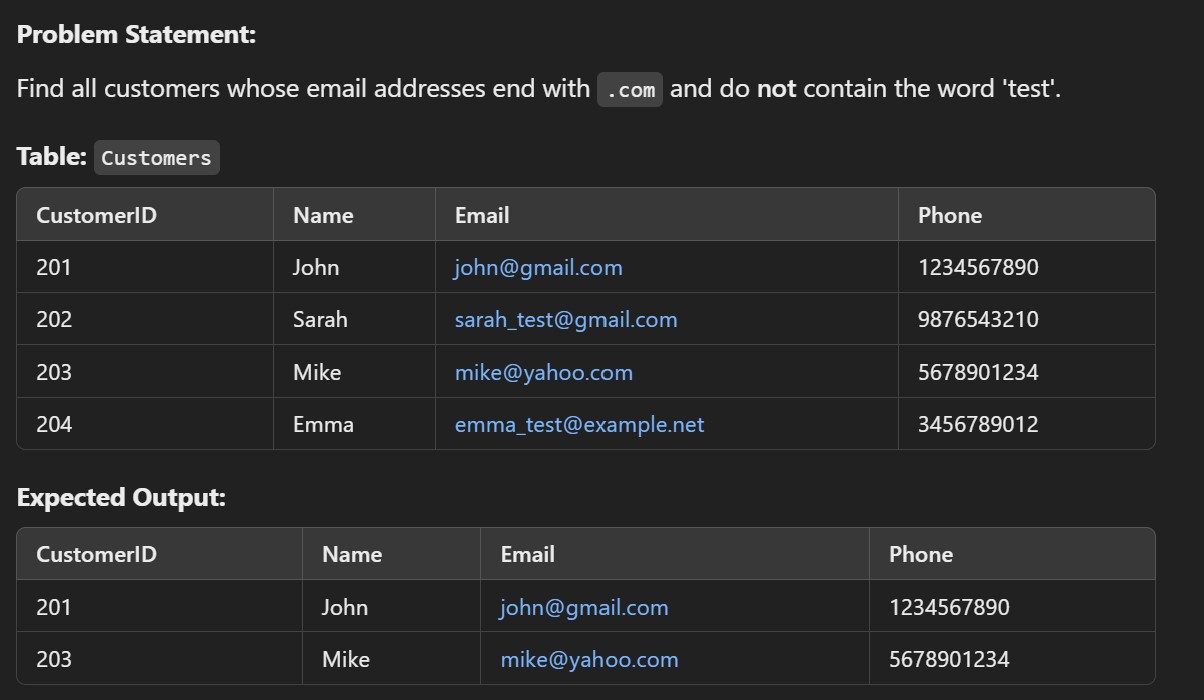 Problem Statement:
Find all customers whose email addresses end with .com and do not contain the word 'test'.
Table: Customers
CustomerID Name Email Phone
201 John john@gmail.com 1234567890
202 Sarah sarah_test@gmail.com 9876543210
203 Mike mike@yahoo.com 5678901234
204 Emma emma_test@example.net 3456789012
Expected Output:
CustomerID Name Email Phone
201 John john@gmail.com 1234567890
203 Mike mike@yahoo.com 5678901234